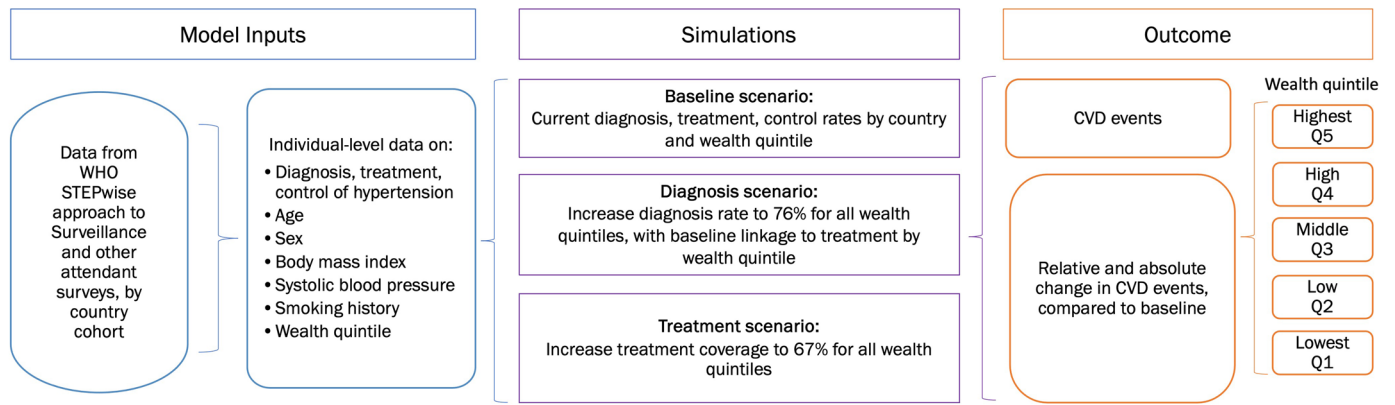 Model Inputs
Data from
WHO
STEPwise
approach to
Surveillance
and other
attendant
surveys, by
country
cohort
Individual-level data on:
• Diagnosis, treatment,
control of hypertension
• Age
• Sex
• Body mass index
• Systolic blood pressure
• Smoking history
• Wealth quintile
Simulations
Baseline scenario:
Current diagnosis, treatment, control rates by country
and wealth quintile
Diagnosis scenario:
Increase diagnosis rate to 76% for all wealth
quintiles, with baseline linkage to treatment by
wealth quintile
Treatment scenario:
Increase treatment coverage to 67% for all wealth
quintiles
Outcome
CVD events
Relative and absolute
change in CVD events,
compared to baseline
Wealth quintile
Highest
Q5
High
Q4
Middle
Q3
Low
Q2
Lowest
Q1